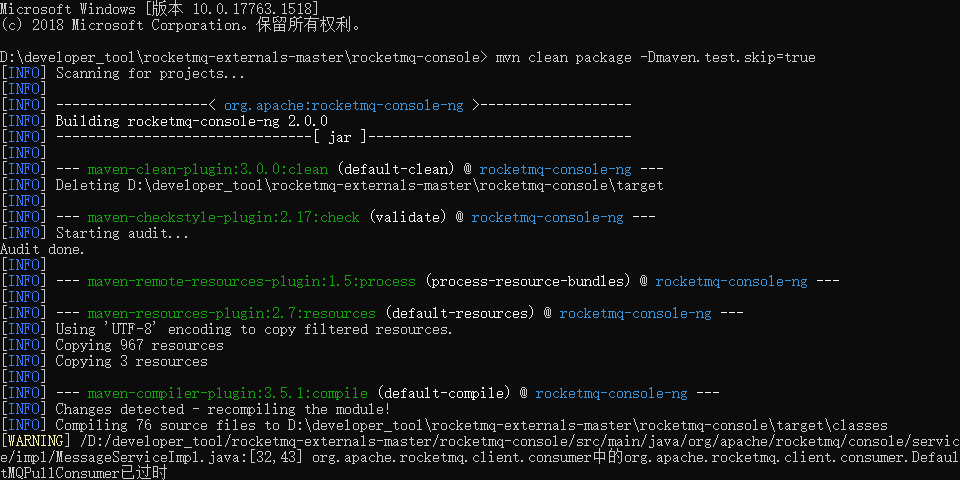 Microsoft Windows [版本 10.0.17763.1518]
(c) 2018 Microsoft Corporation。保留所有权利。
D:\developer_tool\rocketmq-externals-master\rocketmq-console> mvn clean package -Dmaven.test.skip=true
[INFO] Scanning for projects...
[INFO]
[INFO] -------------------< org.apache:rocketmq-console-ng >-------------------
[INFO] Building rocketmq-console-ng 2.0.0
[INFO] --------------------------------[ jar ]---------------------------------
[INFO]
[INFO] --- maven-clean-plugin:3.0.0:clean (default-clean) @ rocketmq-console-ng ---
[INFO] Deleting D:\developer_tool\rocketmq-externals-master\rocketmq-console\target
[INFO]
[INFO] --- maven-checkstyle-plugin:2.17:check (validate) @ rocketmq-console-ng ---
[INFO] Starting audit...
Audit done.
[INFO]
[INFO] --- maven-remote-resources-plugin:1.5:process (process-resource-bundles) @ rocketmq-console-ng ---
[INFO]
[INFO] --- maven-resources-plugin:2.7:resources (default-resources) @ rocketmq-console-ng ---
[INFO] Using 'UTF-8' encoding to copy filtered resources.
[INFO] Copying 967 resources
[INFO] Copying 3 resources
[INFO]
[INFO] --- maven-compiler-plugin:3.5.1:compile (default-compile) @ rocketmq-console-ng ---
[INFO] Changes detected - recompiling the module!
[INFO] Compiling 76 source files to D:\developer_tool\rocketmq-externals-master\rocketmq-console\target\classes
[WARNING] /D:/developer_tool/rocketmq-externals-master/rocketmq-console/src/main/java/org/apache/rocketmq/console/servic
e/impl/MessageServiceImpl.java:[32,43] org.apache.rocketmq.client.consumer中的org.apache.rocketmq.client.consumer.Defaul
tMQPullConsumer已过时